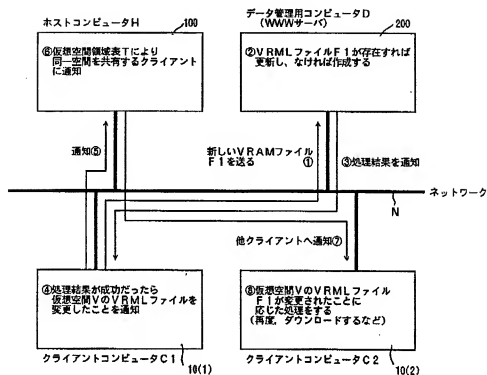 ホストコンピュータH
100
⑥仮想空間領域表Tにより
同一空間を共有するクライアント
に通知
データ管理用コンピュータD
(WWWサーバ)
200
②VRMLファイルF1が存在すれば
更新し、なければ作成する
通知⑤
新しいVRAMファイル
F1を送る
①
③処理結果を通知
ネットワーク
N
他クライアントへ通知⑦
④処理結果が成功だったら
仮想空間VのVRMLファイルを
変更したことを通知
クライアントコンピュータC1
10(1)
⑧仮想空間VのVRMLファイル
F1が変更されたことに
応じた処理をする
(再度,ダウンロードするなど)
クライアントコンピュータC2
10(2)